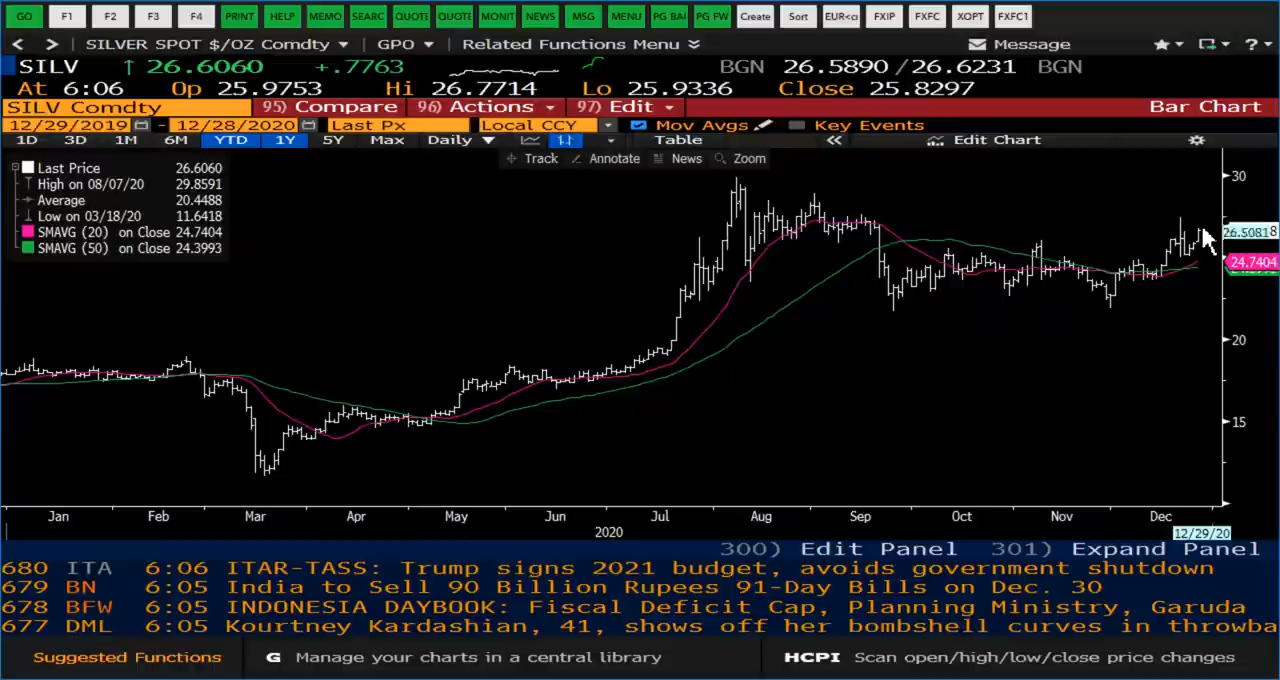 GO F1 F2 F3 F4 PRINT HELP MEMO SEARC QUOTE QUOTE MONIT NEWS MSG MENU PG BAI PG FW Create Sort EUR<ci FXIP FXFC XOPT FXFC1
< > SILVER SPOT $/OZ Comdty GPO Related Functions Menu Message ?
SILV ↑ 26.6060 +.7763 BGN 26.5890 /26.6231 BGN
At 6:06 Op 25.9753 Hi 26.7714 Lo 25.9336 Close 25.8297
SILV Comdty 95) Compare 96) Actions 97) Edit Bar Chart
12/29/2019 - 12/28/2020 Last Px Local CCY Mov Avgs Key Events
1D 3D 1M 6M YTD 1Y 5Y Max Daily Table « Edit Chart
Track Annotate News Zoom
Last Price 26.6060
High on 08/07/20 29.8591
Average 20.4488
Low on 03/18/20 11.6418
SMAVG (20) on Close 24.7404
SMAVG (50) on Close 24.3993
30
26.5081
24.7404
20
15
Jan Feb Mar Apr May Jun Jul Aug Sep Oct Nov Dec
2020
12/29/20
300) Edit Panel 301) Expand Panel
680 ITA 6:06 ITAR-TASS: Trump signs 2021 budget, avoids government shutdown
679 BN 6:05 India to Sell 90 Billion Rupees 91-Day Bills on Dec. 30
678 BFW 6:05 INDONESIA DAYBOOK: Fiscal Deficit Cap, Planning Ministry, Garuda
677 DML 6:05 Kourtney Kardashian, 41, shows off her bombshell curves in throwba
Suggested Functions G Manage your charts in a central library HCPI Scan open/high/low/close price changes